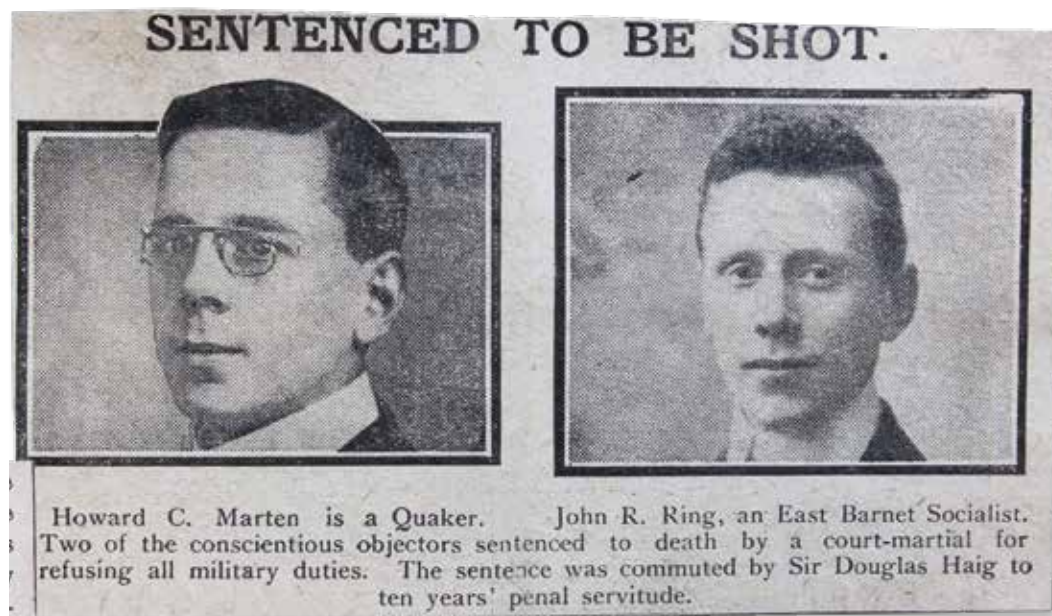 SENTENCED TO BE SHOT.
Howard C. Marten is a Quaker. John R. Ring, an East Barnet Socialist.
Two of the conscientious objectors sentenced to death by a court-martial for
refusing all military duties. The sentence was commuted by Sir Douglas Haig to
ten years' penal servitude.